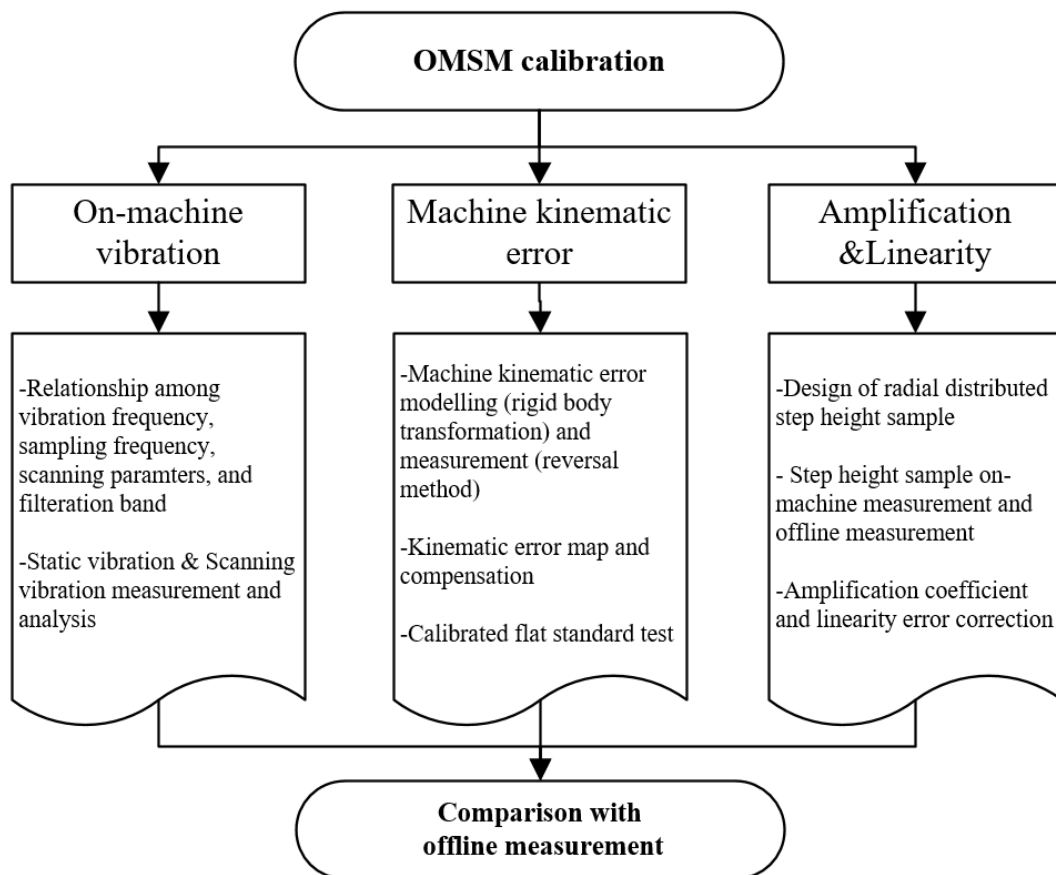 OMSM calibration
On-machine
vibration
Machine kinematic
error
Amplification
&Linearity
-Relationship among
vibration frequency,
sampling frequency,
scanning paramters, and
filteration band
-Static vibration & Scanning
vibration measurement and
analysis
-Machine kinematic error
modelling (rigid body
transformation) and
measurement (reversal
method)
-Kinematic error map and
compensation
-Calibrated flat standard test
-Design of radial distributed
step height sample
- Step height sample on-
machine measurement and
offline measurement
-Amplification coefficient
and linearity error correction
Comparison with
offline measurement